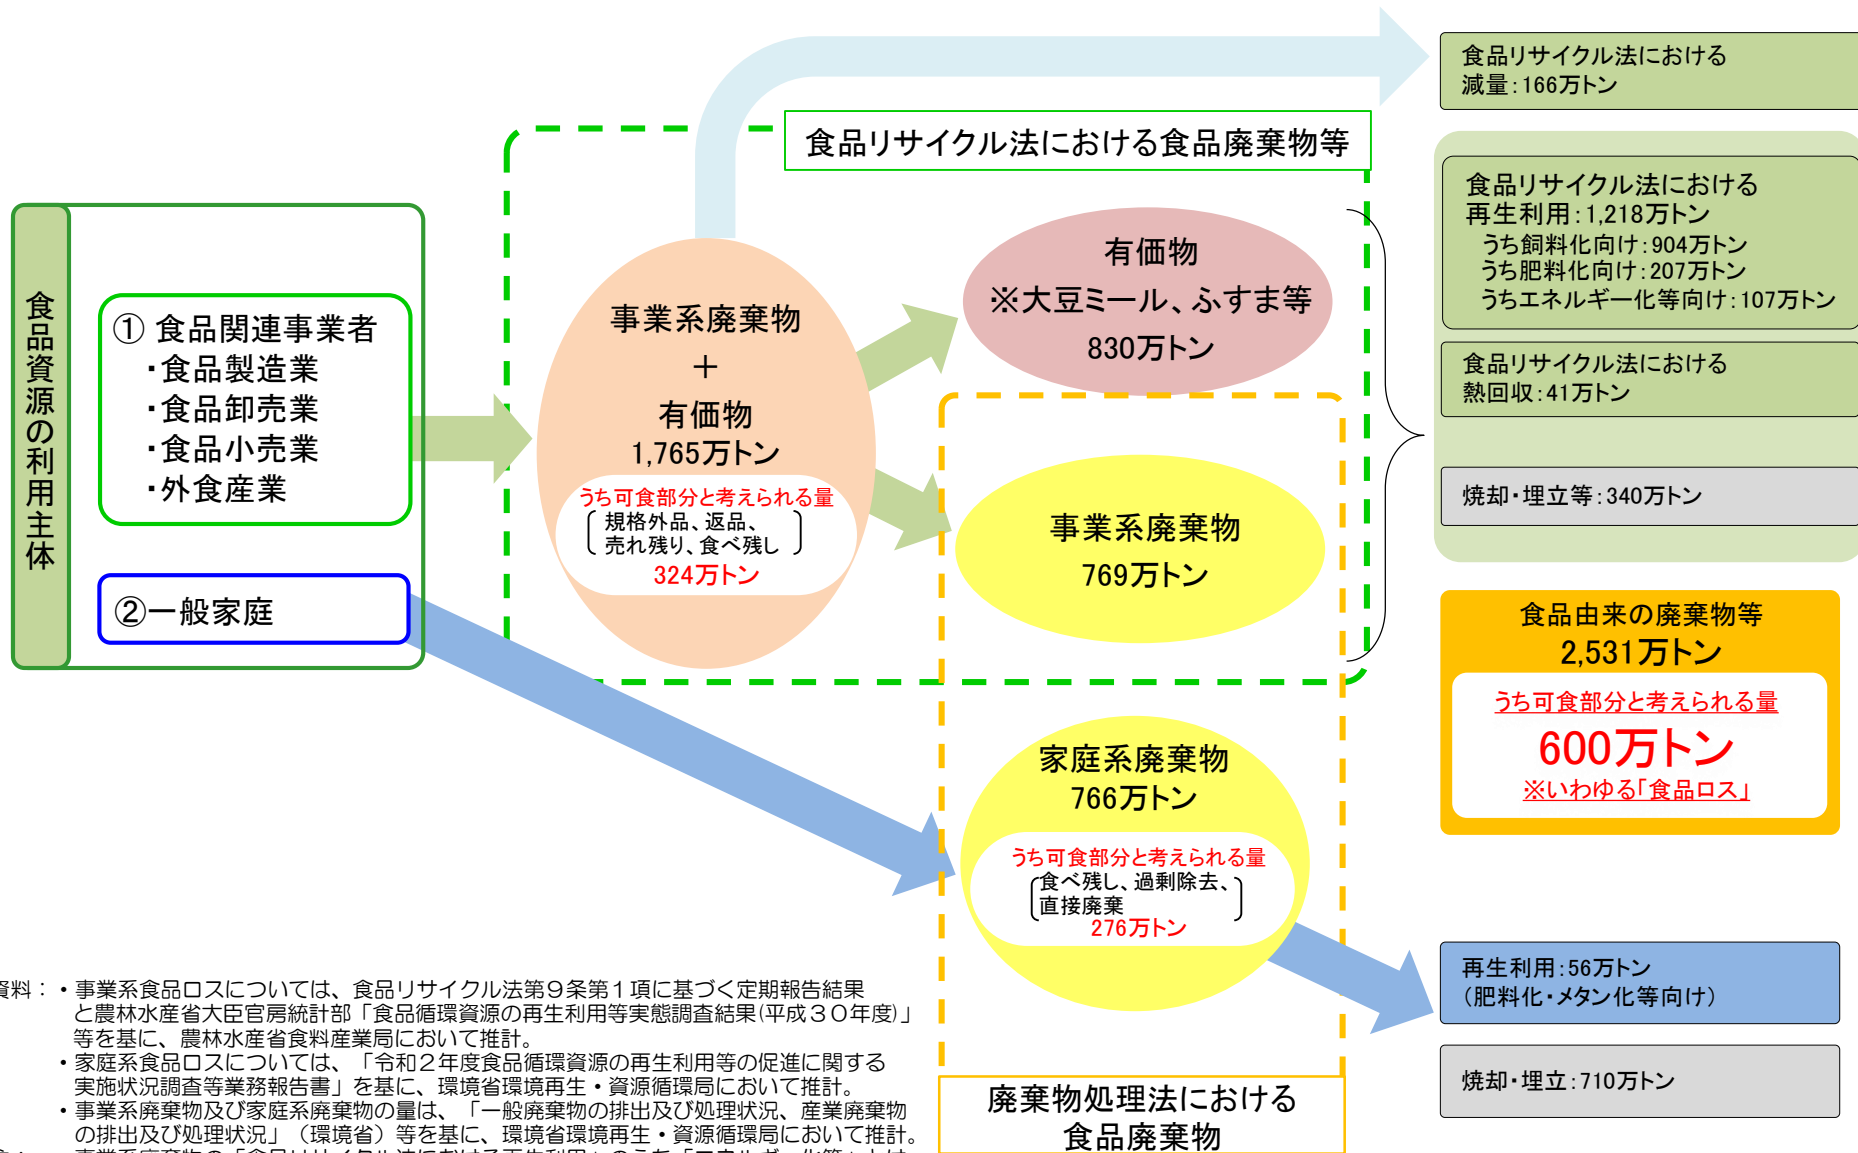 食品資源の利用主体
① 食品関連事業者
・食品製造業
・食品卸売業
・食品小売業
・外食産業
②一般家庭
食品リサイクル法における食品廃棄物等
事業系廃棄物
＋
有価物
1,765万トン
うち可食部分と考えられる量
規格外品、返品、
売れ残り、食べ残し
324万トン
有価物
※大豆ミール、ふすま等
830万トン
事業系廃棄物
769万トン
家庭系廃棄物
766万トン
うち可食部分と考えられる量
食べ残し、過剰除去、
直接廃棄
276万トン
廃棄物処理法における
食品廃棄物
食品リサイクル法における
減量：166万トン
食品リサイクル法における
再生利用：1,218万トン
うち飼料化向け：904万トン
うち肥料化向け：207万トン
うちエネルギー化等向け：107万トン
食品リサイクル法における
熱回収：41万トン
焼却・埋立等：340万トン
食品由来の廃棄物等
2,531万トン
うち可食部分と考えられる量
600万トン
※いわゆる「食品ロス」
再生利用：56万トン
（肥料化・メタン化等向け）
焼却・埋立：710万トン
資料：・事業系食品ロスについては、食品リサイクル法第９条第１項に基づく定期報告結果
と農林水産省大臣官房統計部「食品循環資源の再生利用等実態調査結果(平成３０年度)」
等を基に、農林水産省食料産業局において推計。
・家庭系食品ロスについては、「令和２年度食品循環資源の再生利用等の促進に関する
実施状況調査等業務報告書」を基に、環境省環境再生・資源循環局において推計。
・事業系廃棄物及び家庭系廃棄物の量は、「一般廃棄物の排出及び処理状況、産業廃棄物
の排出及び処理状況」（環境省）等を基に、環境省環境再生・資源循環局において推計。